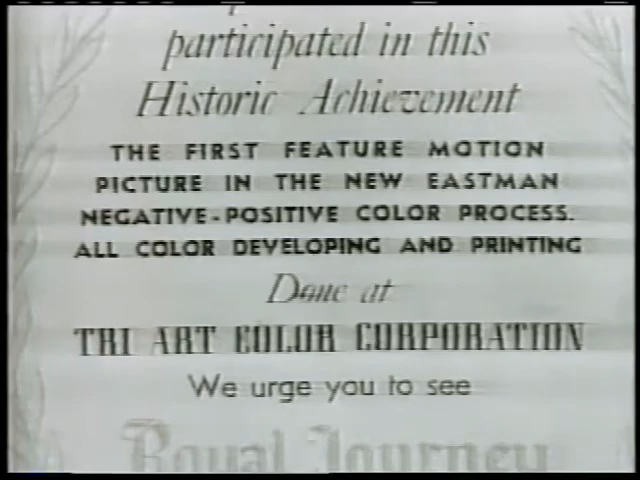 participated in this
Historic Achievement
THE FIRST FEATURE MOTION
PICTURE IN THE NEW EASTMAN
NEGATIVE-POSITIVE COLOR PROCESS.
ALL COLOR DEVELOPING AND PRINTING
Done at
TRI ART COLOR CORPORATION
We urge you to see
Royal Journey